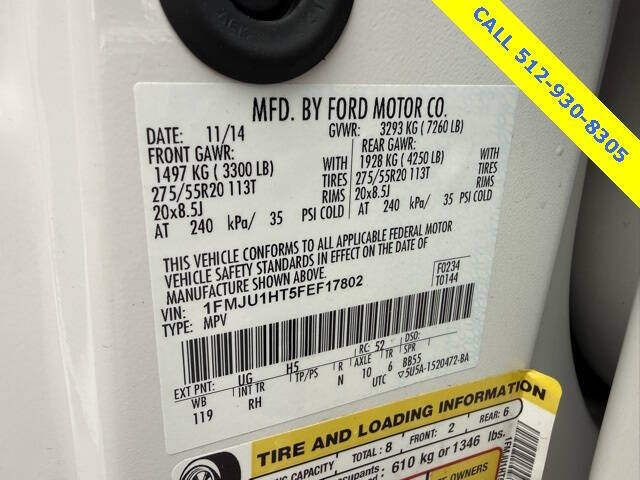 CALL 512-930-8305
MFD. BY FORD MOTOR CO.
DATE: 11/14 GVWR: 3293 KG ( 7260 LB)
FRONT GAWR: REAR GAWR:
1497 KG ( 3300 LB) 1928 KG ( 4250 LB)
275/55R20 113T TIRES 275/55R20 113T TIRES
20x8.5J RIMS 20x8.5J RIMS
AT 240 kPa/ 35 PSI COLD AT 240 kPa/ 35 PSI COLD
THIS VEHICLE CONFORMS TO ALL APPLICABLE FEDERAL MOTOR
VEHICLE SAFETY STANDARDS IN EFFECT ON THE DATE OF
MANUFACTURE SHOWN ABOVE.
F0234
T0144
VIN: 1FMJU1HT5FEF17802
TYPE: MPV
EXT PNT: UG H5 RC: 52 DSO:
WB INT TR TP/PS R AXLE TR SPR BB55
119 RH N 10 6 UTC ▽5U5A-1520472-BA
TIRE AND LOADING INFORMATION
CAPACITY TOTAL: 8 FRONT: 2 REAR: 6
610 kg or 1346 lbs.
OWNERS